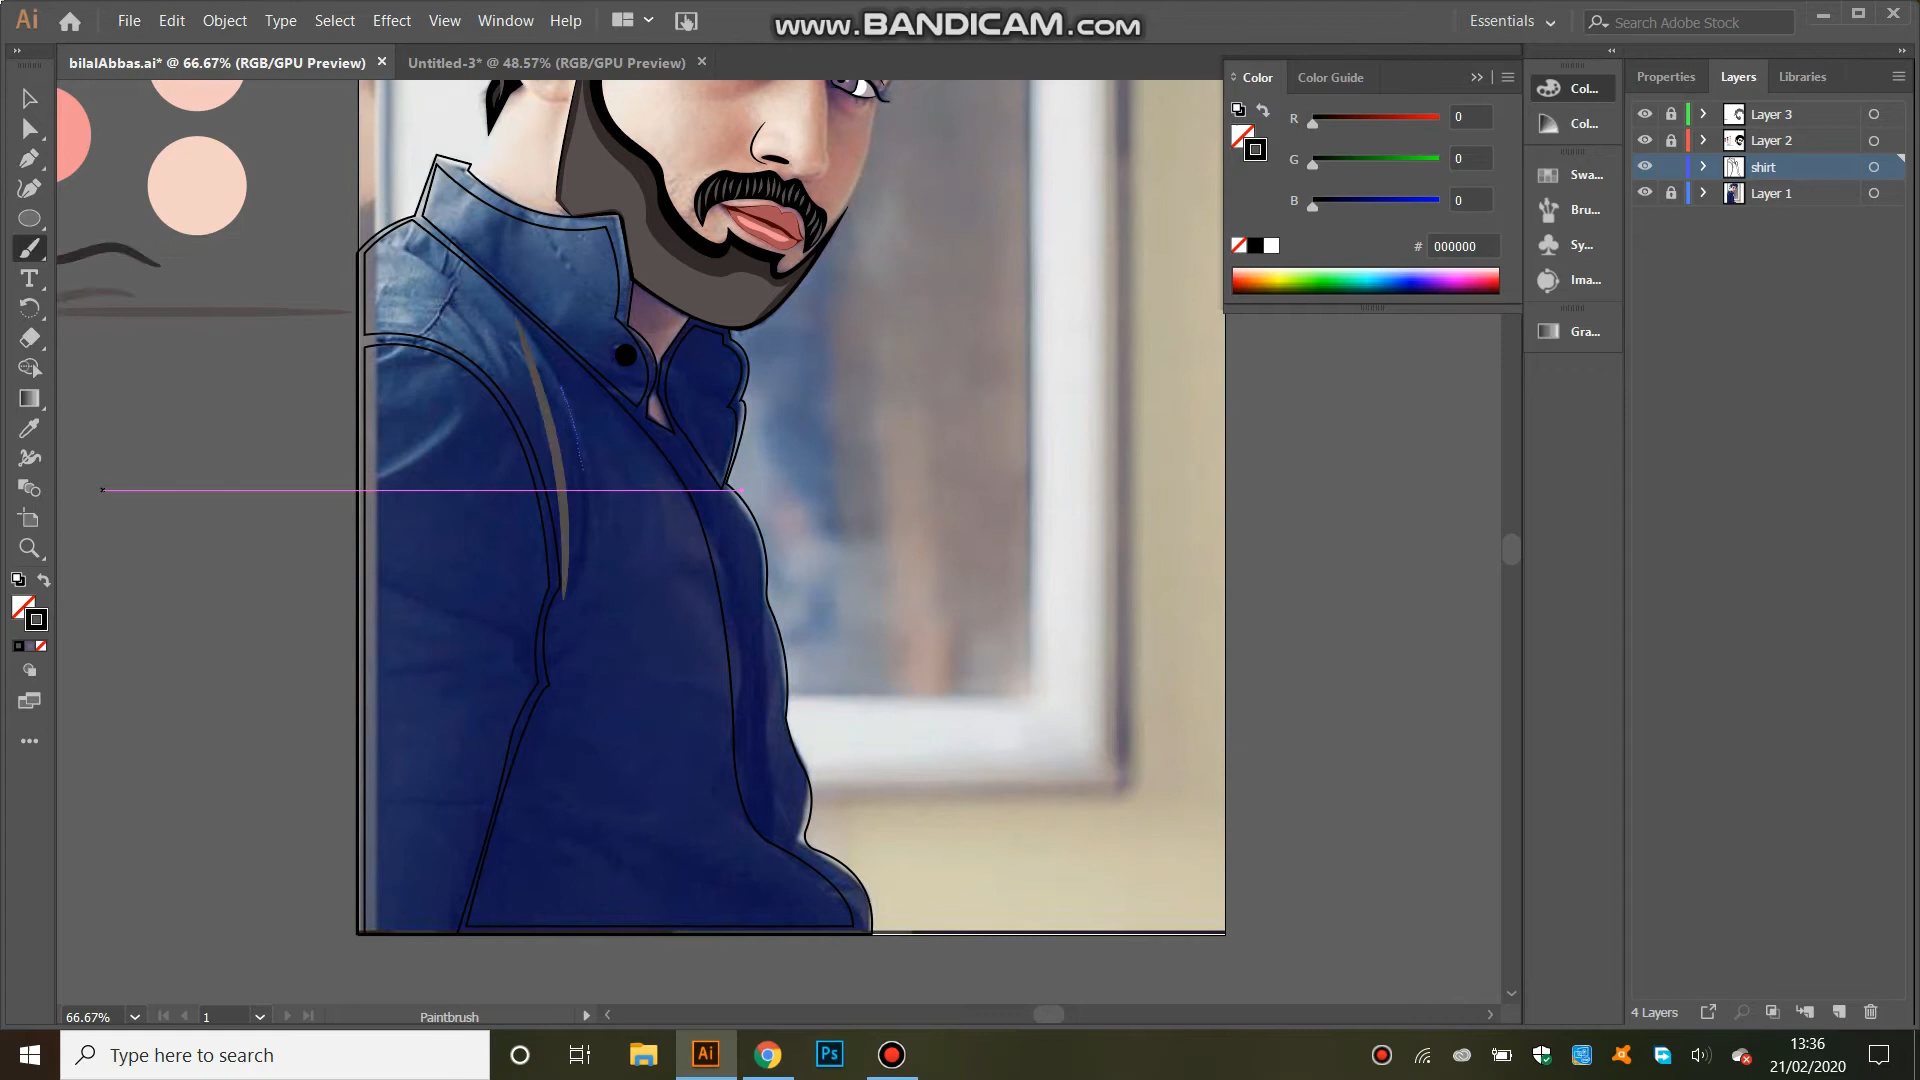 Ai File Edit Object Type Select Effect View Window Help
www.BANDICAM.com
Essentials Search Adobe Stock
bilalAbbas.ai* @ 66.67% (RGB/GPU Preview) Untitled-3* @ 48.57% (RGB/GPU Preview)
Color Color Guide
R 0
G 0
B 0
# 000000
Col...
Col...
Swa...
Bru...
Sy...
Ima...
Gra...
Properties Layers Libraries
Layer 3
Layer 2
shirt
Layer 1
4 Layers
66.67% 1 Paintbrush
Type here to search
Ai Ps
13:36
21/02/2020